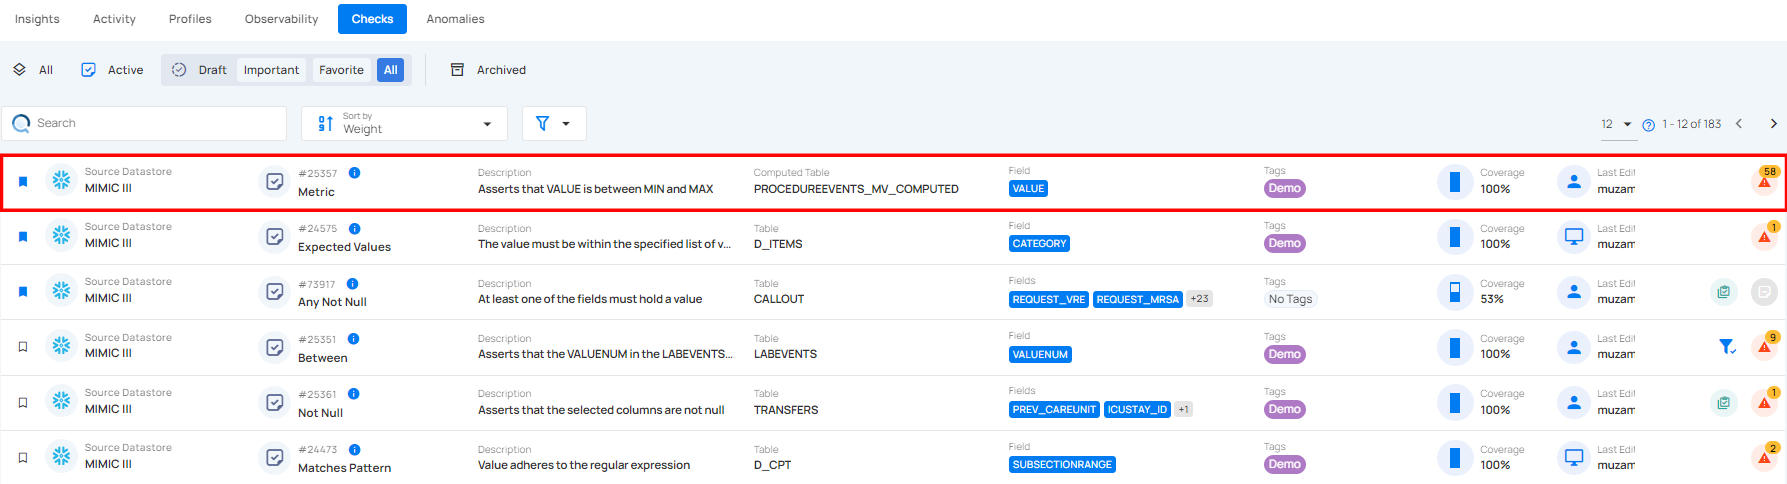 Insights Activity Profiles Observability Checks Anomalies
All Active Draft Important Favorite All Archived
Search Sort by Weight 12 1 - 12 of 183
Source Datastore #25357 Description Computed Table Field Tags Coverage Last Edit 58
MIMIC III Metric Asserts that VALUE is between MIN and MAX PROCEDUREEVENTS_MV_COMPUTED VALUE Demo 100% muzam
Source Datastore #24575 Description Table Field Tags Coverage Last Edit 1
MIMIC III Expected Values The value must be within the specified list of v... D_ITEMS CATEGORY Demo 100% muzam
Source Datastore #73917 Description Table Fields Tags Coverage Last Edit
MIMIC III Any Not Null At least one of the fields must hold a value CALLOUT REQUEST_VRE REQUEST_MRSA +23 No Tags 53% muzam
Source Datastore #25351 Description Table Field Tags Coverage Last Edit 9
MIMIC III Between Asserts that the VALUENUM in the LABEVENTS... LABEVENTS VALUENUM Demo 100% muzam
Source Datastore #25361 Description Table Fields Tags Coverage Last Edit 1
MIMIC III Not Null Asserts that the selected columns are not null TRANSFERS PREV_CAREUNIT ICUSTAY_ID +1 Demo 100% muzam
Source Datastore #24473 Description Table Field Tags Coverage Last Edit 2
MIMIC III Matches Pattern Value adheres to the regular expression D_CPT SUBSECTIONRANGE Demo 100% muzam